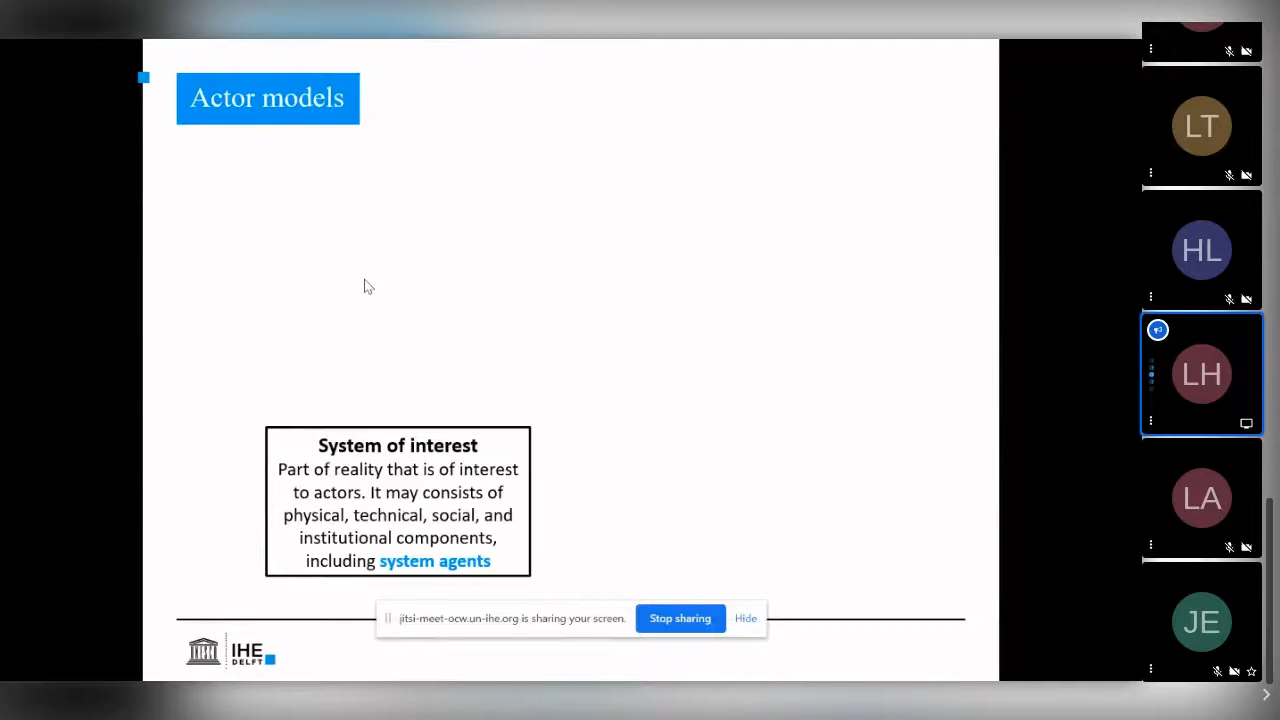 Actor models
System of interest
Part of reality that is of interest
to actors. It may consists of
physical, technical, social, and
institutional components,
including system agents
jitsi-meet-ocw.un-ihe.org is sharing your screen.
Stop sharing
Hide
IHE
DELFT
LT
HL
LH
LA
JE